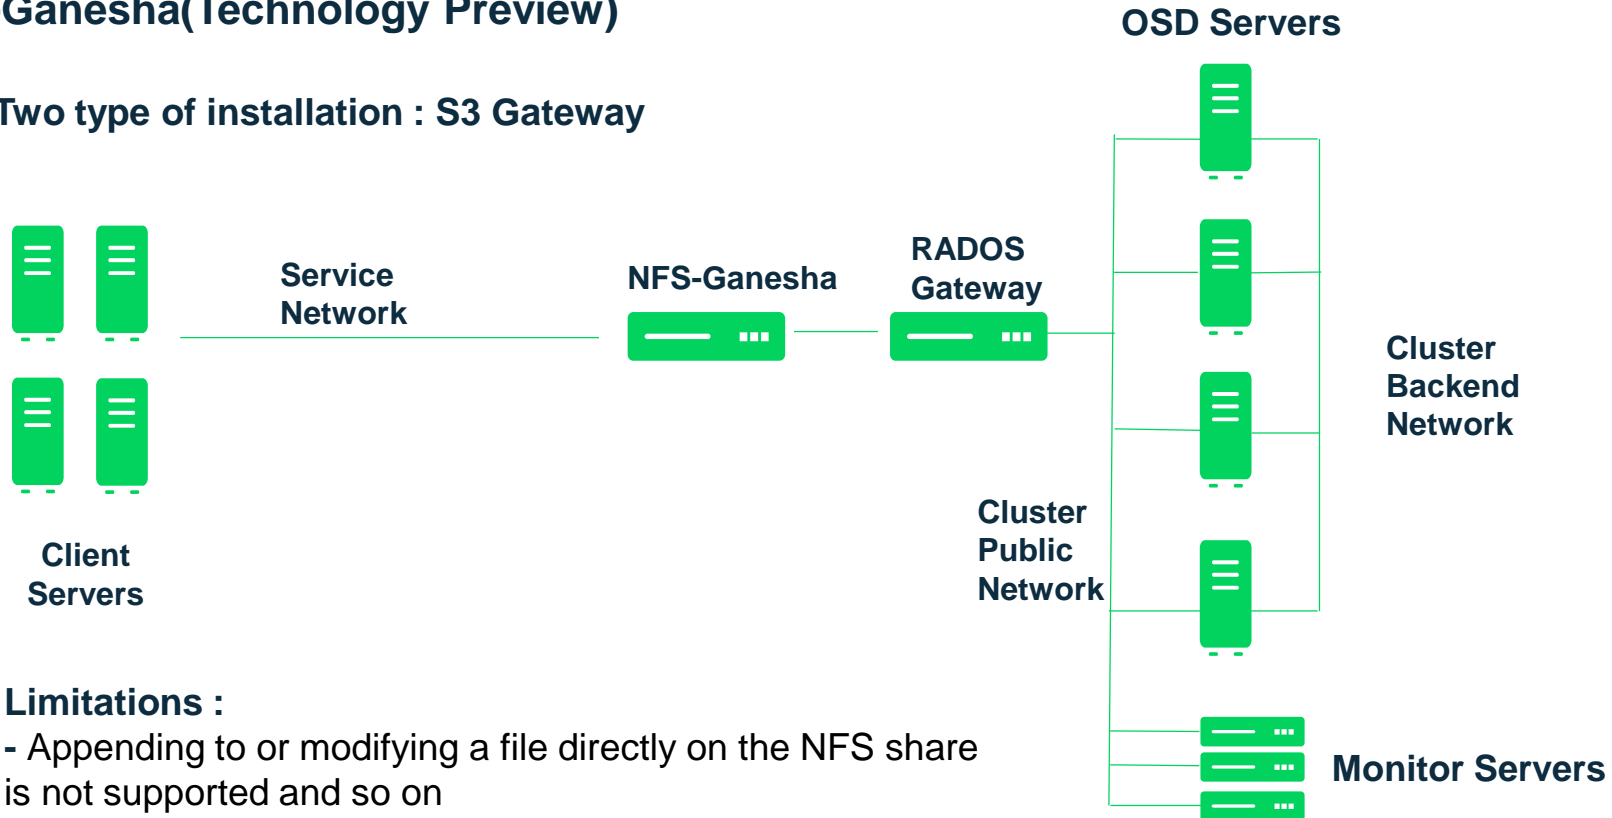 Ganesha(Technology Preview)
Two type of installation : S3 Gateway
OSD Servers
Service
Network
NFS-Ganesha
RADOS
Gateway
Cluster
Backend
Network
Cluster
Public
Network
Client
Servers
Limitations :
- Appending to or modifying a file directly on the NFS share
is not supported and so on
Monitor Servers